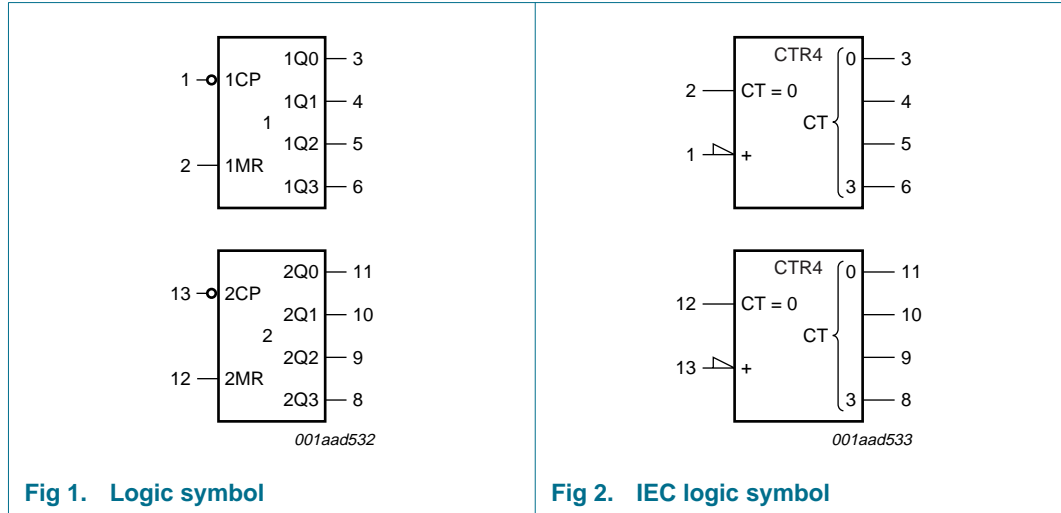 1Q0 3
1 1CP
1Q1 4
1
1Q2 5
2 1MR
1Q3 6
2Q0 11
13 2CP
2Q1 10
2
2Q2 9
12 2MR
2Q3 8
001aad532
Fig 1. Logic symbol
CTR4 0 3
2 CT = 0
4
CT
5
1 +
3 6
CTR4 0 11
12 CT = 0
10
CT
9
13 +
3 8
001aad533
Fig 2. IEC logic symbol